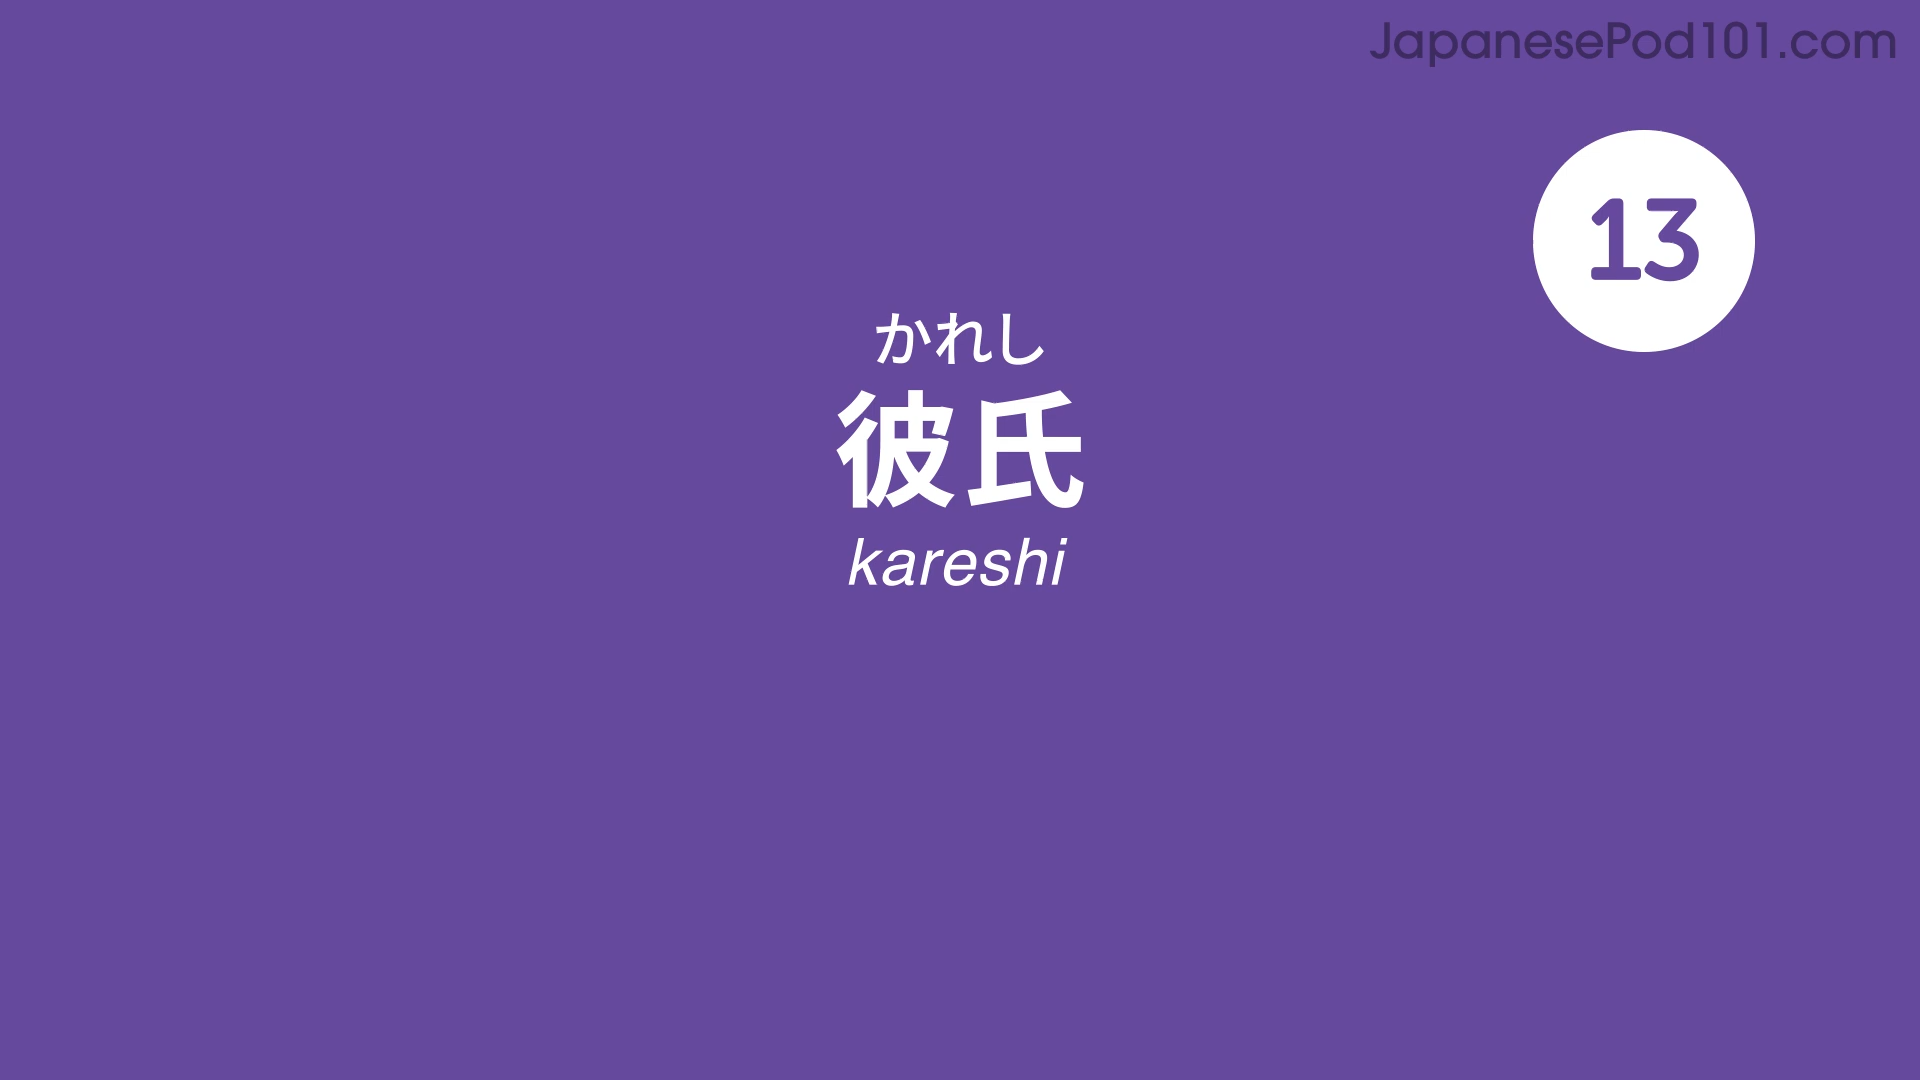 JapanesePod101.com
13
かれし
彼氏
kareshi